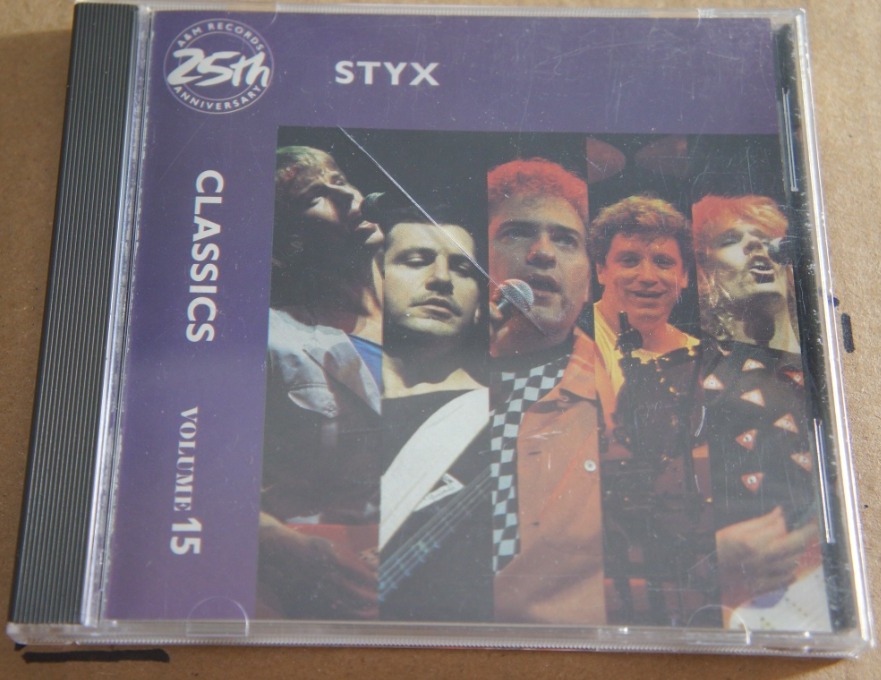 A&M RECORDS
25th
ANNIVERSARY
STYX
CLASSICS
VOLUME 15